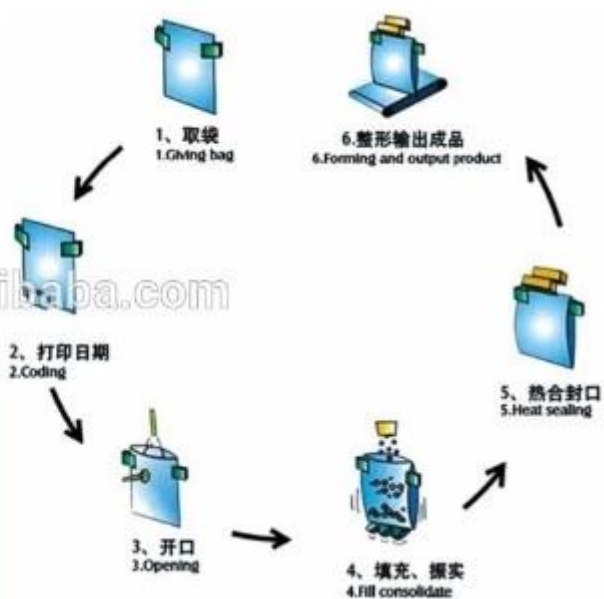 1、取袋
1.Giving bag
2、打印日期
2.Coding
3、开口
3.Opening
4、填充、振实
4.Fill consolidate
5、热合封口
5.Heat sealing
6.整形输出成品
6.Forming and output product
ibaba.com